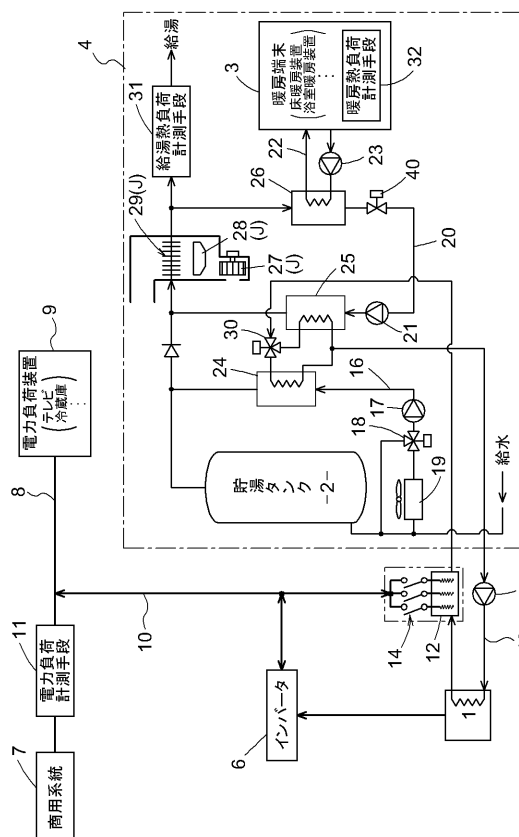 7
商用系統
11
電力負荷
計測手段
8
9
電力負荷装置
テレビ
冷蔵庫
⋮
10
6
インバータ
14
12
1
4
貯湯
タンク
-2-
給水
19
18
17
16
24
30
25
21
20
27(J)
28
(J)
29(J)
31
給湯熱負荷
計測手段
給湯
26
22
23
40
3
暖房端末
床暖房装置
浴室暖房装置
⋮
32
暖房熱負荷
計測手段